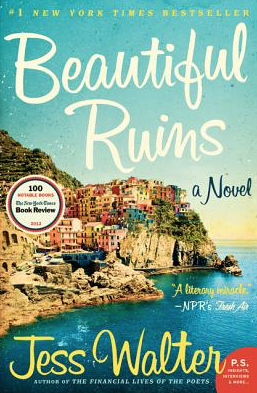 #1 NEW YORK TIMES BESTSELLER
Beautiful
Ruins
a Novel
100
NOTABLE BOOKS
The New York Times
Book Review
2012
"A literary miracle."
—NPR's Fresh Air
Jess Walter
P.S.
INSIGHTS,
INTERVIEWS
& MORE...
AUTHOR OF THE FINANCIAL LIVES OF THE POETS